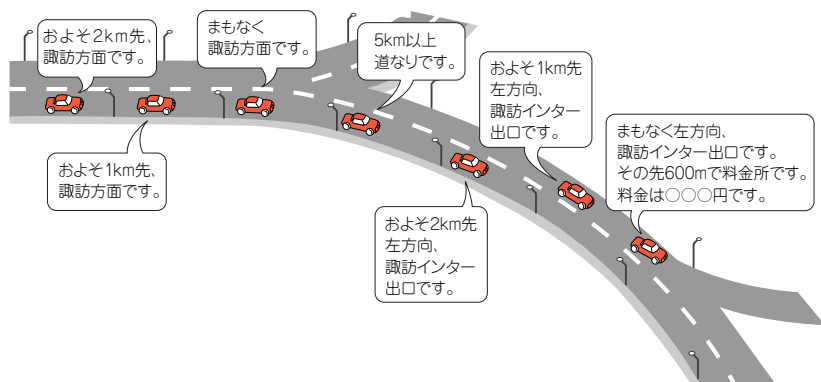 およそ2km先、
諏訪方面です。
およそ1km先、
諏訪方面です。
まもなく
諏訪方面です。
5km以上
道なりです。
およそ2km先
左方向、
諏訪インター
出口です。
およそ1km先
左方向、
諏訪インター
出口です。
まもなく左方向、
諏訪インター出口です。
その先600mで料金所です。
料金は○○○円です。